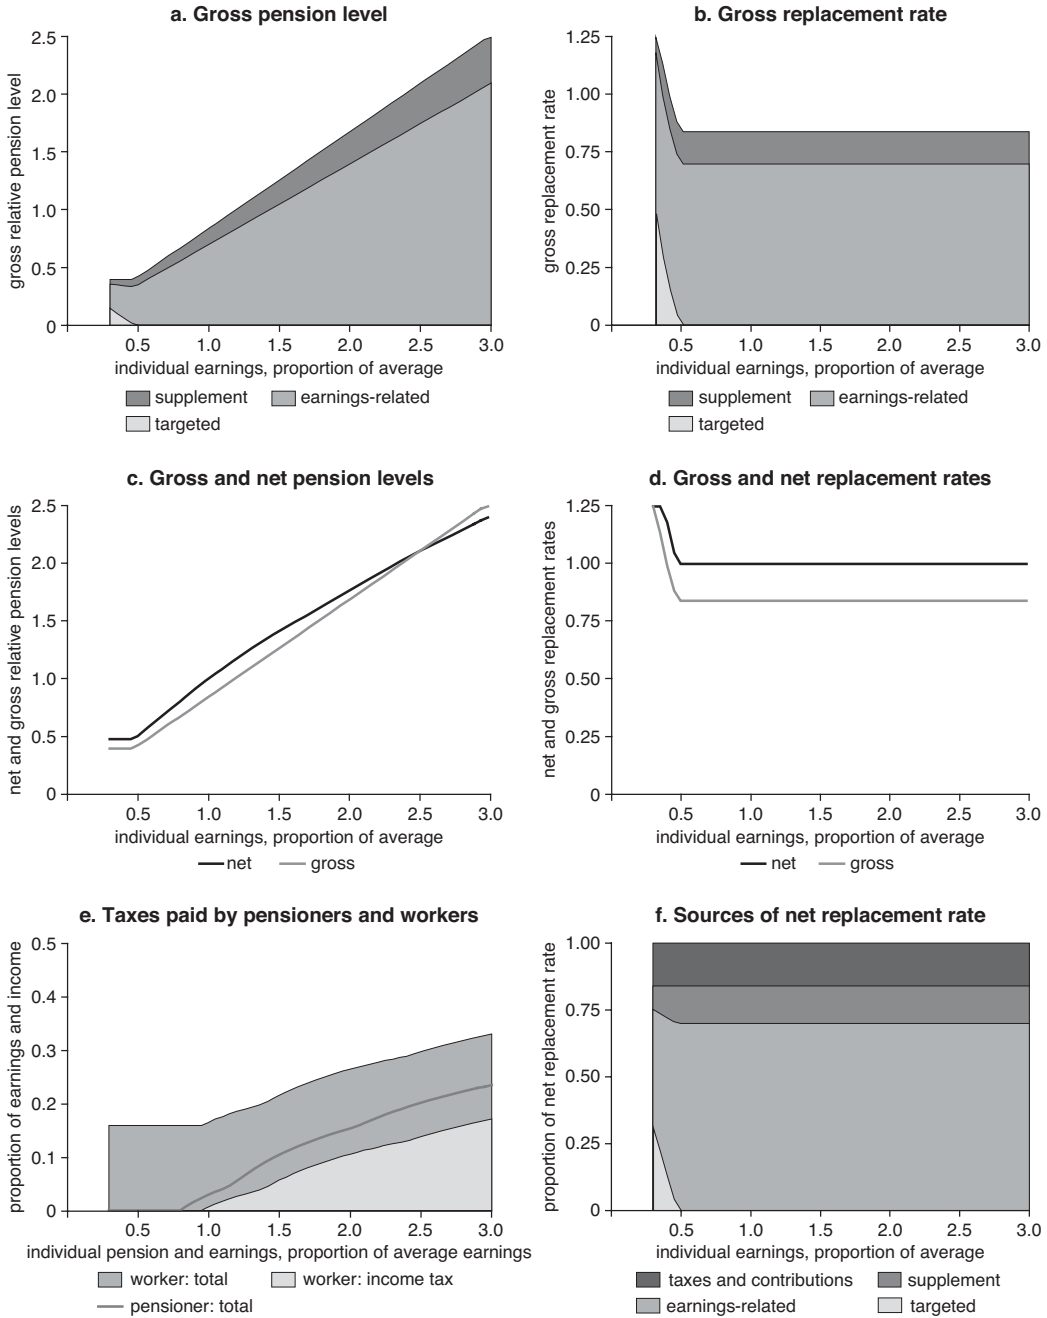 a. Gross pension level
gross relative pension level
2.5
2.0
1.5
1.0
0.5
0
0.5 1.0 1.5 2.0 2.5 3.0
individual earnings, proportion of average
supplement earnings-related
targeted
b. Gross replacement rate
gross replacement rate
1.25
1.00
0.75
0.50
0.25
0
0.5 1.0 1.5 2.0 2.5 3.0
individual earnings, proportion of average
supplement earnings-related
targeted
c. Gross and net pension levels
net and gross relative pension levels
2.5
2.0
1.5
1.0
0.5
0
0.5 1.0 1.5 2.0 2.5 3.0
individual earnings, proportion of average
net gross
d. Gross and net replacement rates
net and gross replacement rates
1.25
1.00
0.75
0.50
0.25
0
0.5 1.0 1.5 2.0 2.5 3.0
individual earnings, proportion of average
net gross
e. Taxes paid by pensioners and workers
proportion of earnings and income
0.5
0.4
0.3
0.2
0.1
0
0.5 1.0 1.5 2.0 2.5 3.0
individual pension and earnings, proportion of average earnings
worker: total worker: income tax
pensioner: total
f. Sources of net replacement rate
proportion of net replacement rate
1.00
0.75
0.50
0.25
0
0.5 1.0 1.5 2.0 2.5 3.0
individual earnings, proportion of average
taxes and contributions supplement
earnings-related targeted